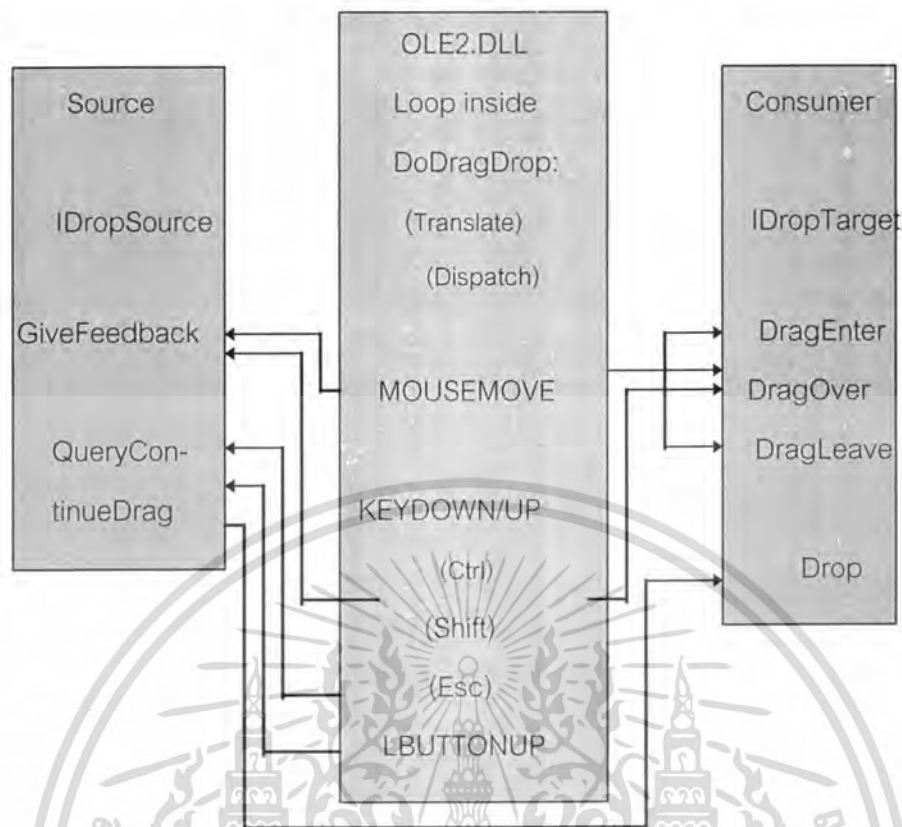 Source
IDropSource
GiveFeedback
QueryCon-
tinueDrag
OLE2.DLL
Loop inside
DoDragDrop:
(Translate)
(Dispatch)
MOUSEMOVE
KEYDOWN/UP
(Ctrl)
(Shift)
(Esc)
LBUTTONUP
Consumer
IDropTarget
DragEnter
DragOver
DragLeave
Drop